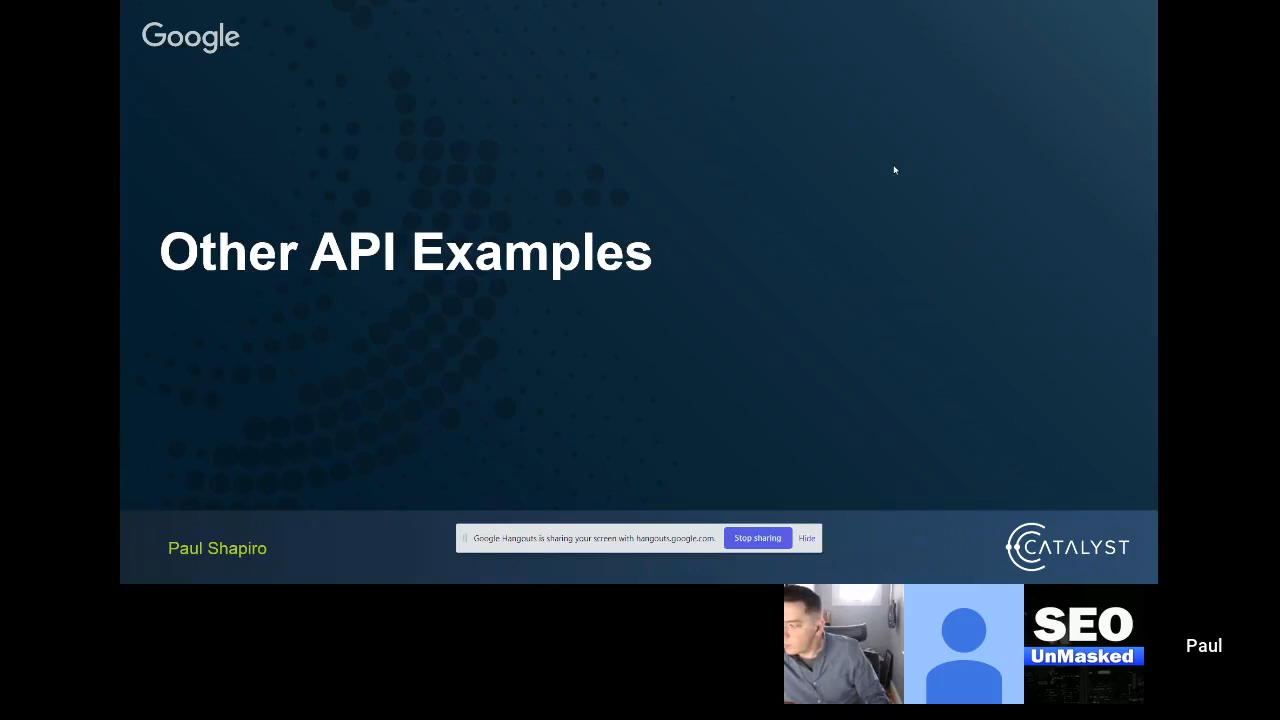 Google
Other API Examples
Paul Shapiro
Google Hangouts is sharing your screen with hangouts.google.com.
Stop sharing
Hide
CATALYST
SEO
UnMasked
Paul